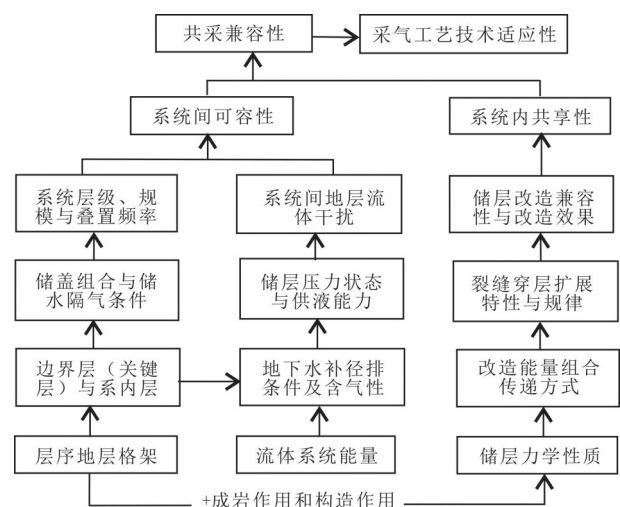 共采兼容性
采气工艺技术适应性
系统间可容性
系统内共享性
系统层级、规
模与叠置频率
系统间地层流
体干扰
储层改造兼容
性与改造效果
储盖组合与储
水隔气条件
储层压力状态
与供液能力
裂缝穿层扩展
特性与规律
边界层（关键
层）与系内层
地下水补径排
条件及含气性
改造能量组合
传递方式
层序地层格架
流体系统能量
储层力学性质
+成岩作用和构造作用